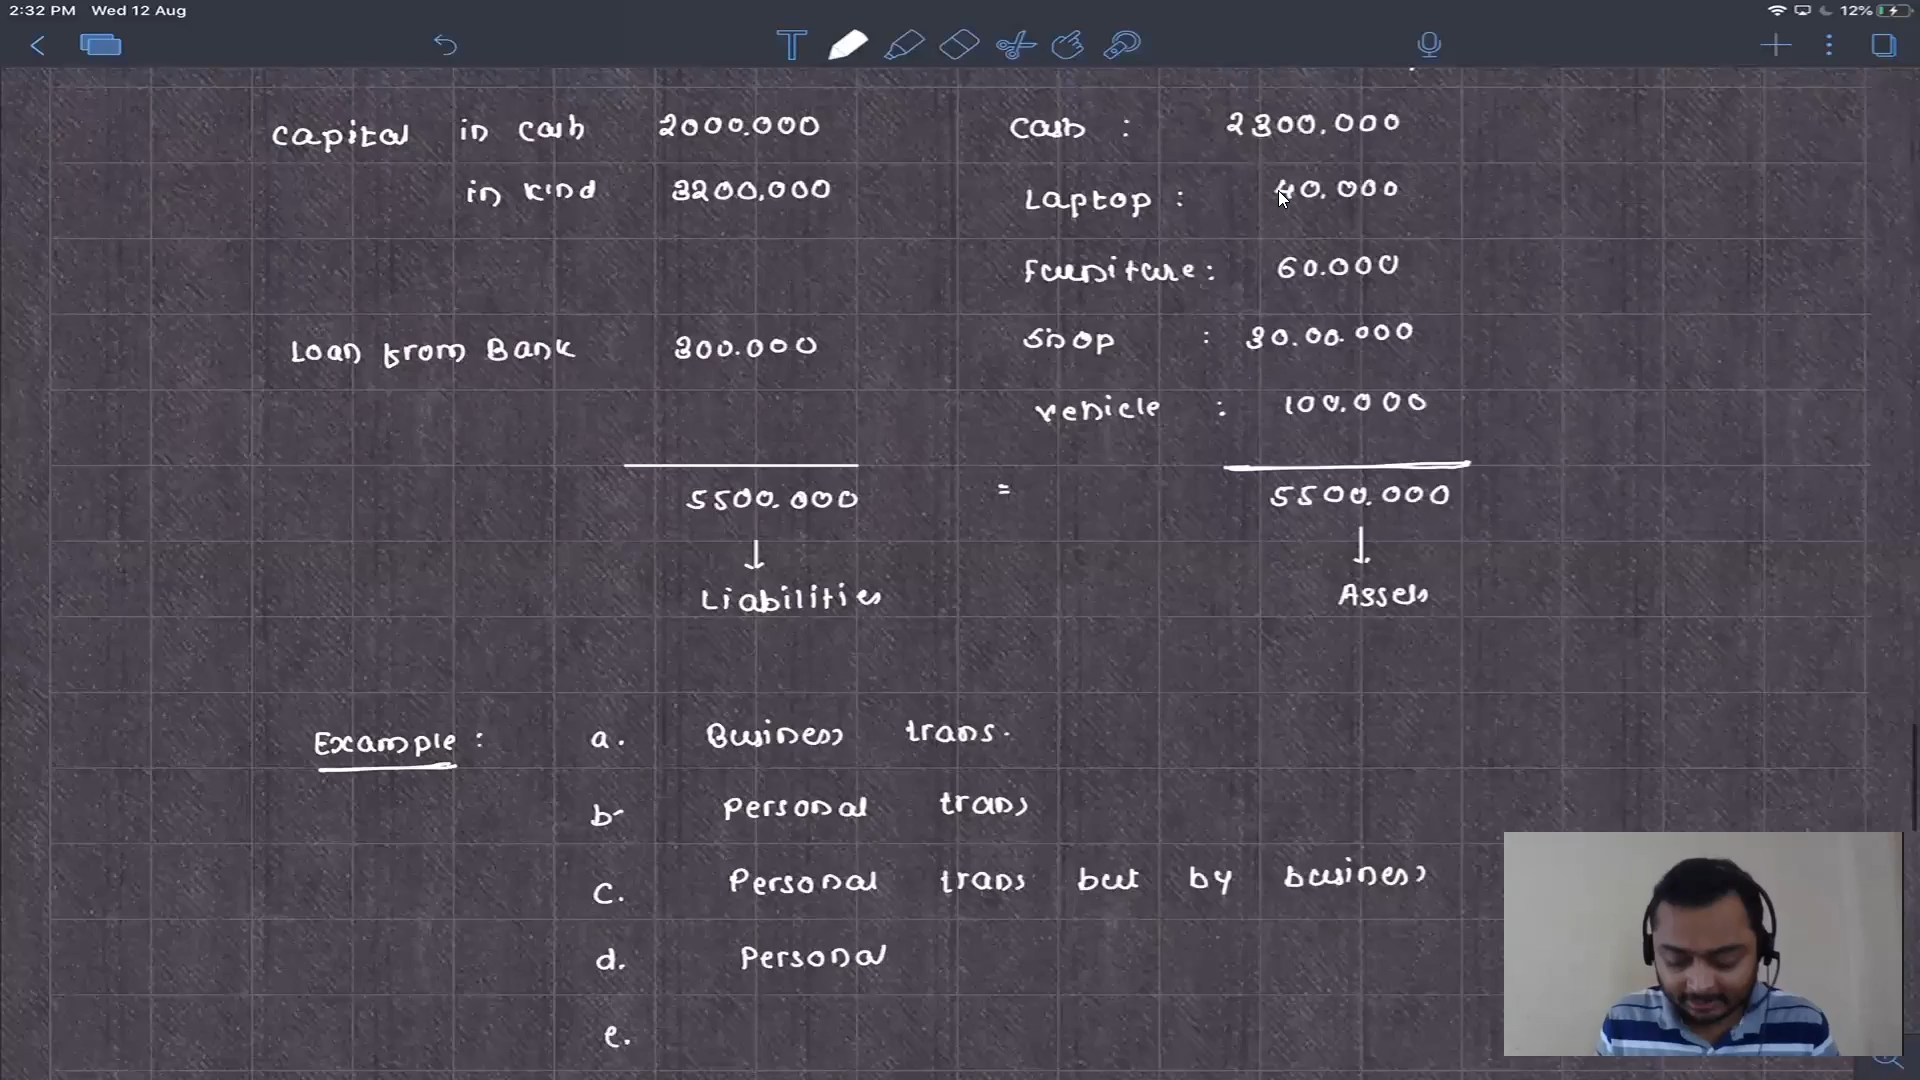 2:32 PM Wed 12 Aug 12%
capital in cash 2000.000 Cash : 2300.000
in kind 3200,000 Laptop : 40.000
Furniture : 60.000
Loan from Bank 300.000 Shop : 30.00.000
vehicle : 100.000
5500.000 = 5500.000
Liabilities Assets
Example : a. Business trans.
b- Personal trans
c. Personal trans but by business
d. Personal
e.